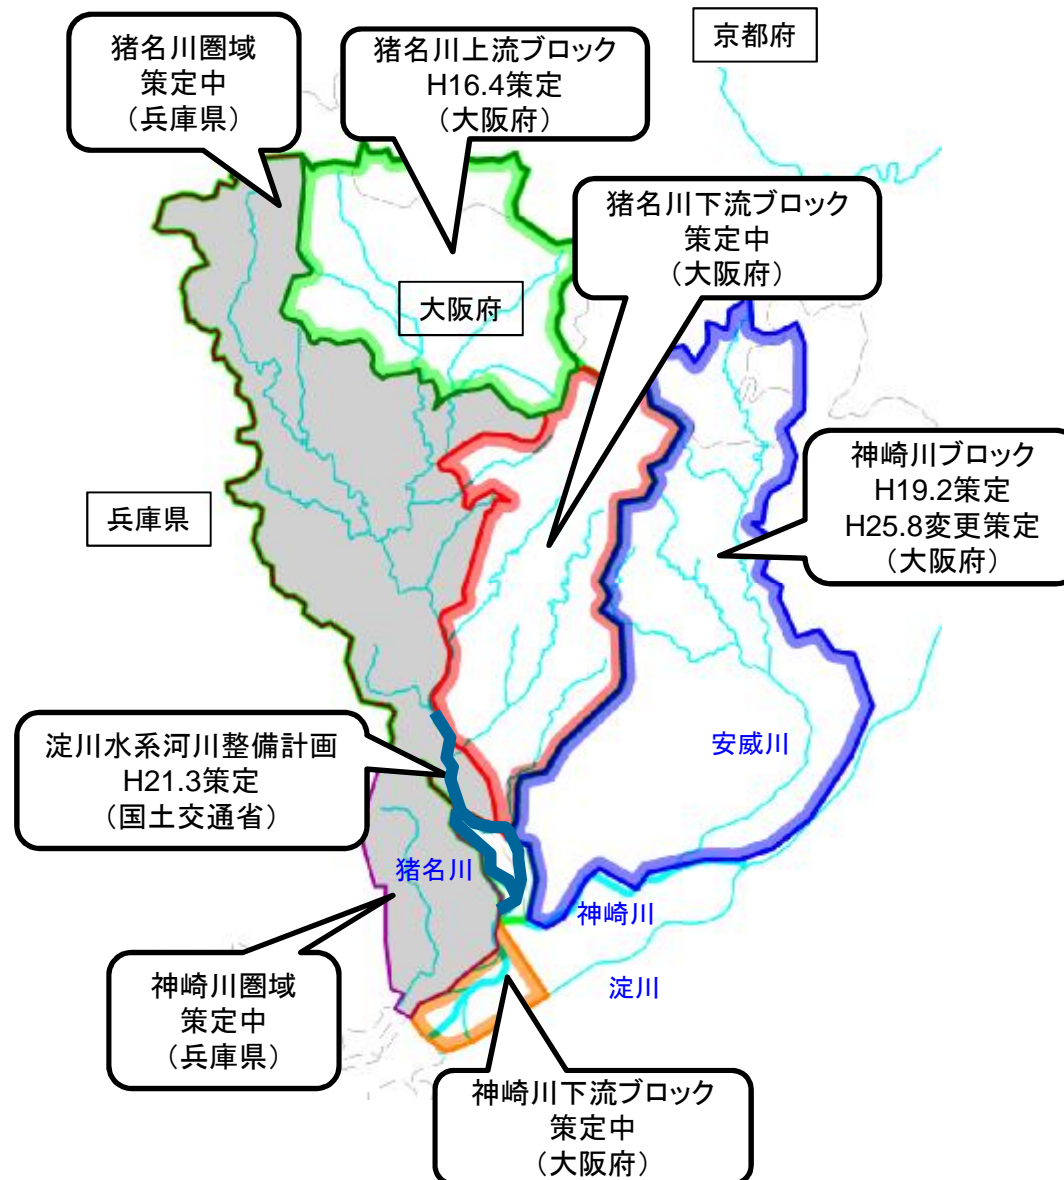 京都府
猪名川圏域
策定中
（兵庫県）
猪名川上流ブロック
H16.4策定
（大阪府）
猪名川下流ブロック
策定中
（大阪府）
大阪府
神崎川ブロック
H19.2策定
H25.8変更策定
（大阪府）
兵庫県
淀川水系河川整備計画
H21.3策定
（国土交通省）
安威川
猪名川
神崎川
淀川
神崎川圏域
策定中
（兵庫県）
神崎川下流ブロック
策定中
（大阪府）